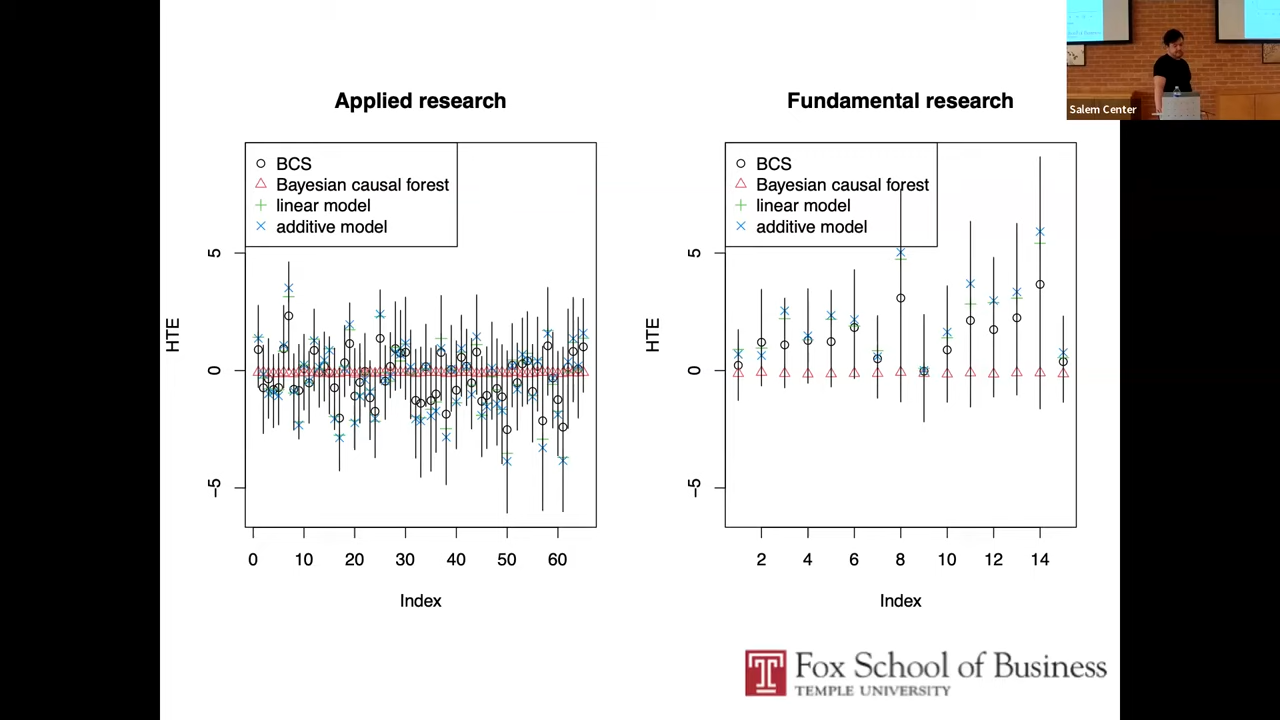 Applied research
BCS
Bayesian causal forest
linear model
additive model
HTE
5
0
−5
0 10 20 30 40 50 60
Index
Fundamental research
BCS
Bayesian causal forest
linear model
additive model
HTE
5
0
−5
2 4 6 8 10 12 14
Index
Salem Center
T
Fox School of Business
TEMPLE UNIVERSITY